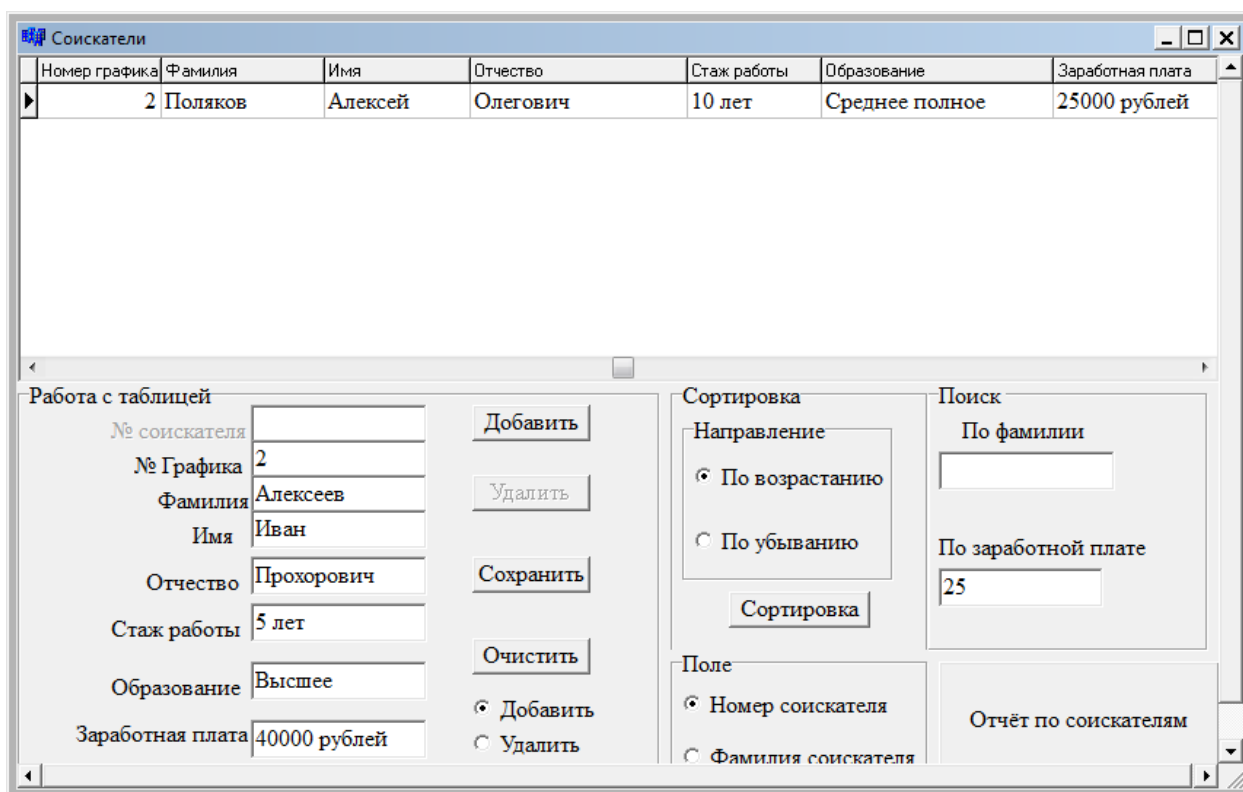 Соискатели
Номер графика Фамилия Имя Отчество Стаж работы Образование Заработная плата
2 Поляков Алексей Олегович 10 лет Среднее полное 25000 рублей
Работа с таблицей
№ соискателя
№ Графика 2
Фамилия Алексеев
Имя Иван
Отчество Прохорович
Стаж работы 5 лет
Образование Высшее
Заработная плата 40000 рублей
Добавить
Удалить
Сохранить
Очистить
Добавить
Удалить
Сортировка
Направление
По возрастанию
По убыванию
Сортировка
Поле
Номер соискателя
Фамилия соискателя
Поиск
По фамилии
По заработной плате
25
Отчёт по соискателям